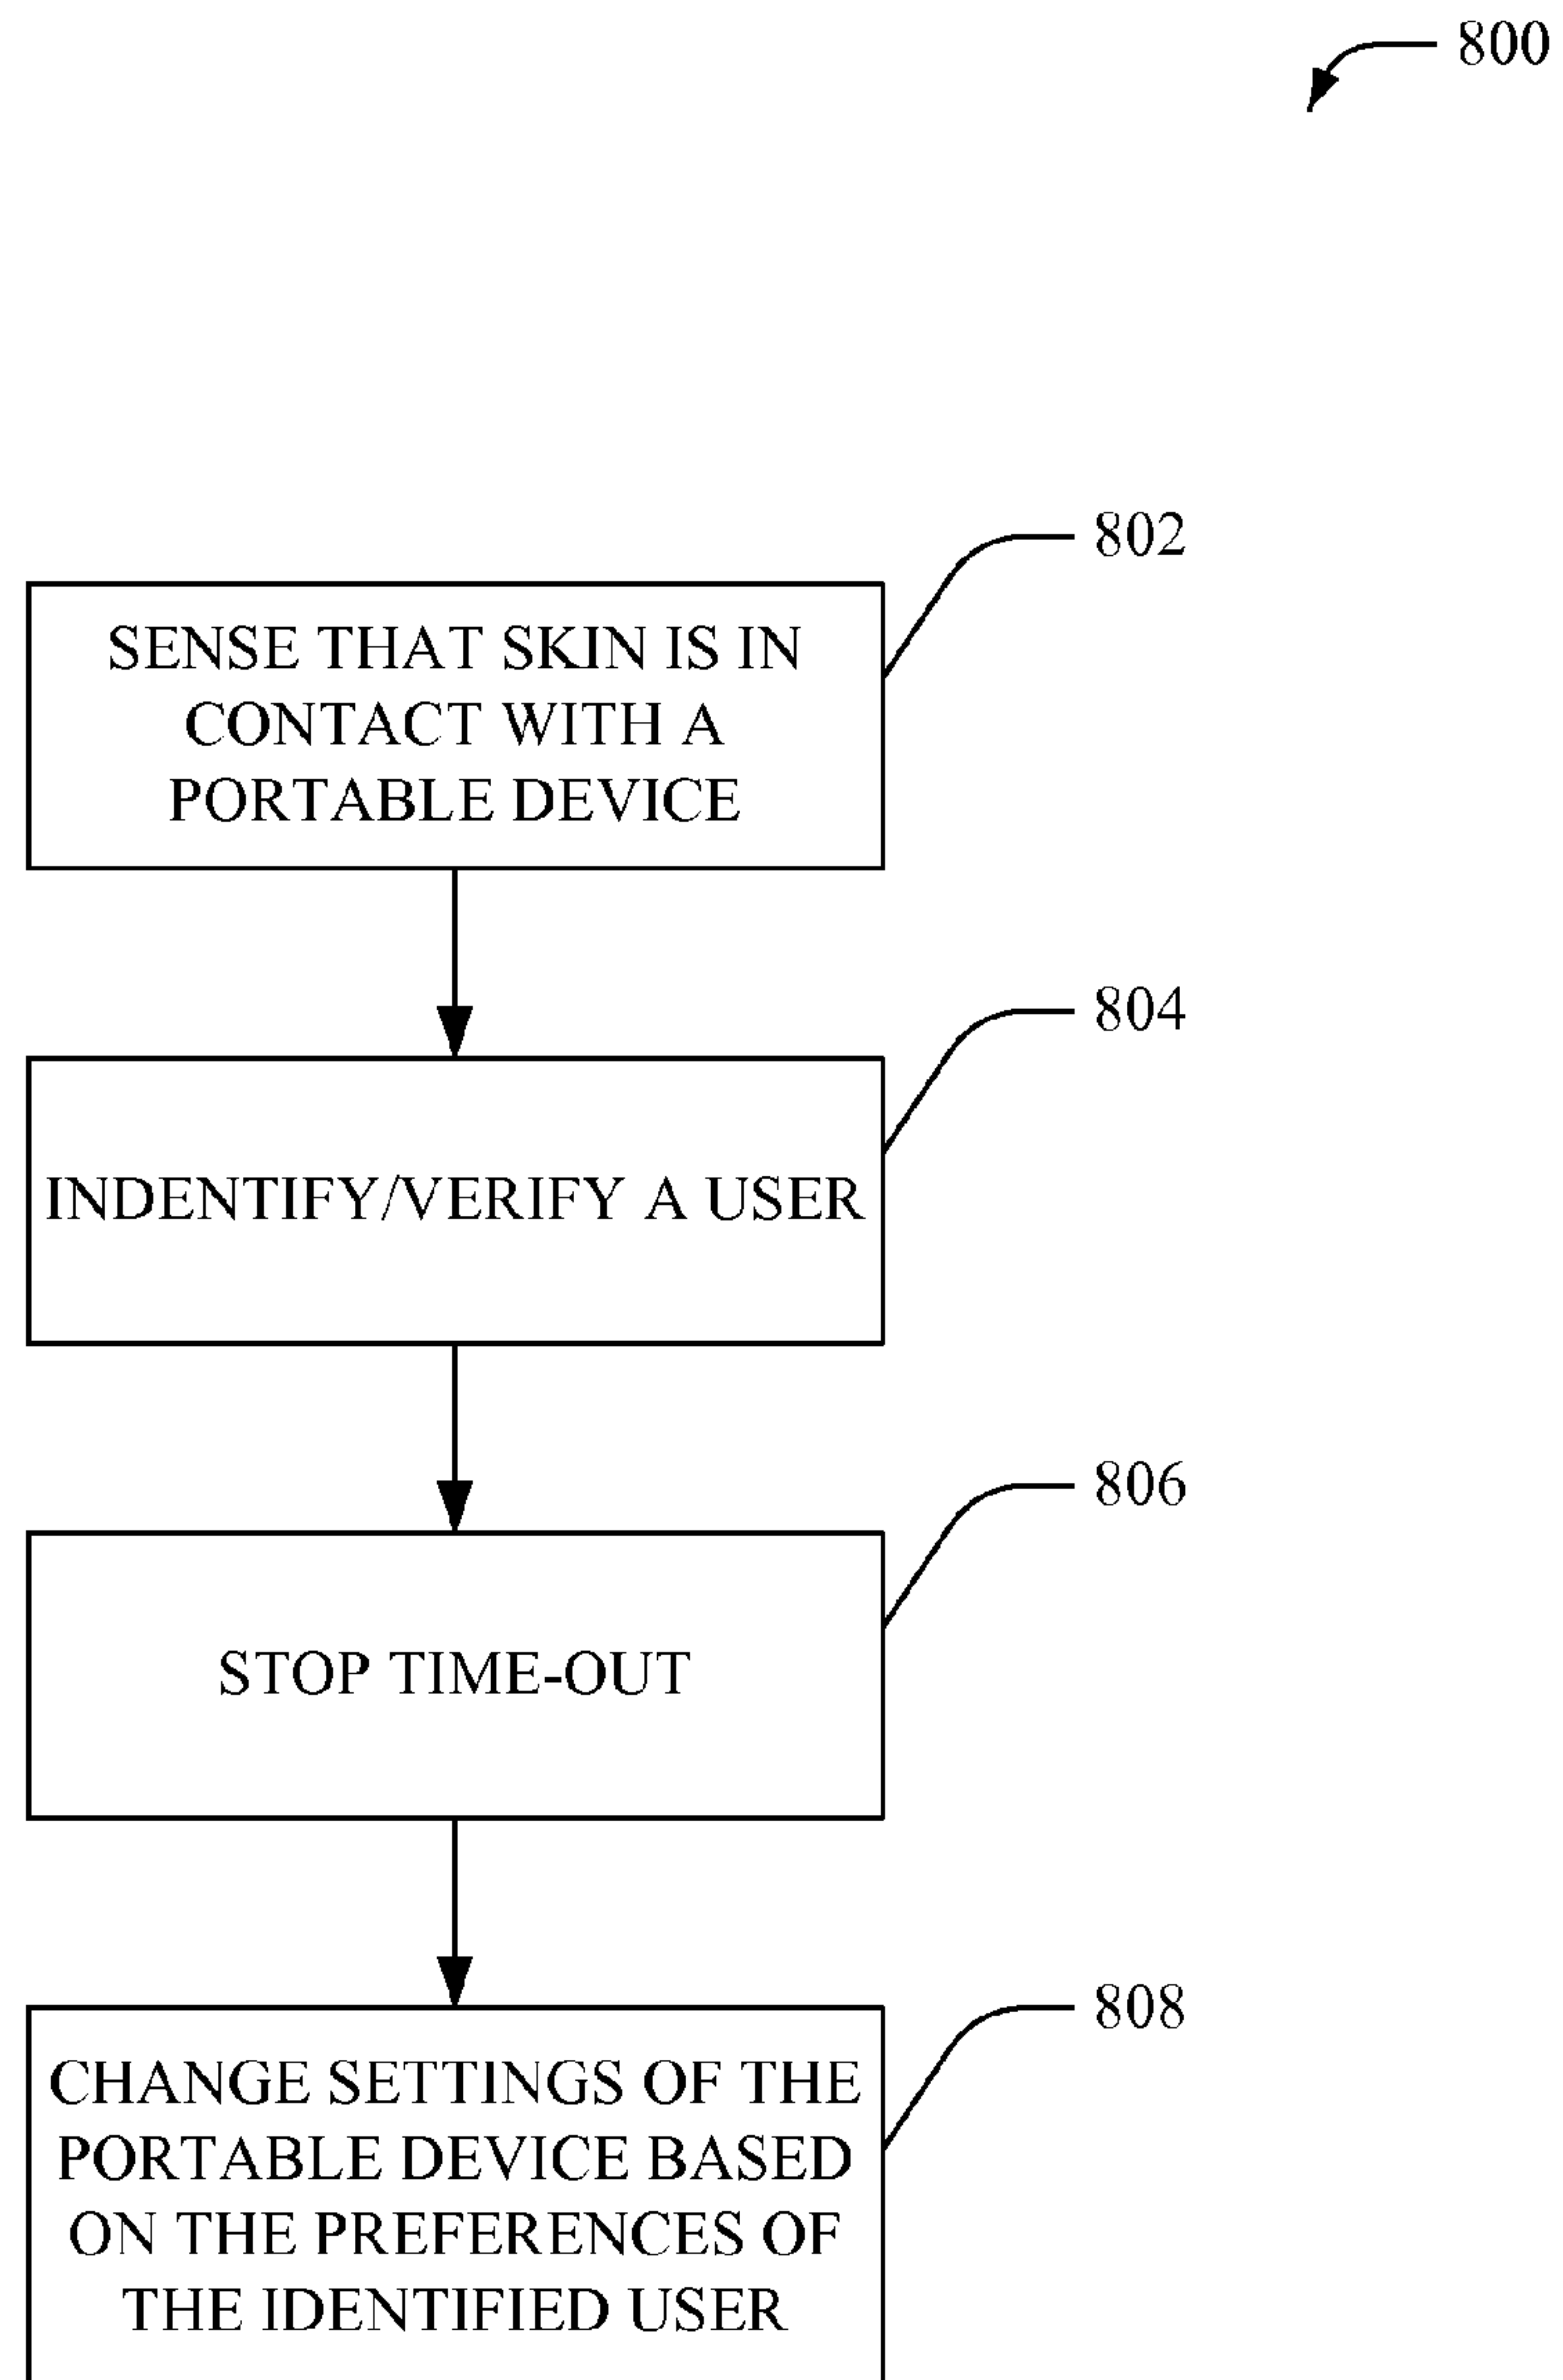 800
802
SENSE THAT SKIN IS IN
CONTACT WITH A
PORTABLE DEVICE
804
INDENTIFY/VERIFY A USER
806
STOP TIME-OUT
808
CHANGE SETTINGS OF THE
PORTABLE DEVICE BASED
ON THE PREFERENCES OF
THE IDENTIFIED USER